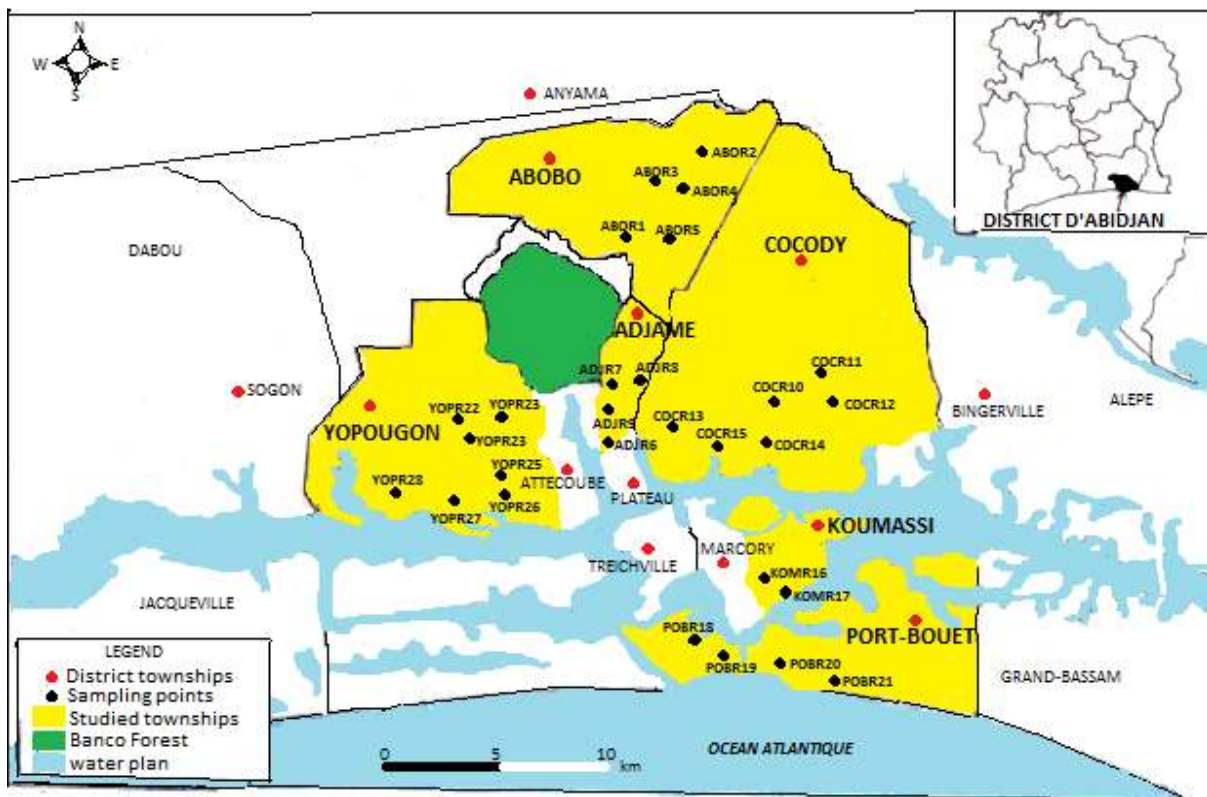 N
W
E
S
ANYAMA
DISTRICT D'ABIDJAN
ABOBO
ABOR2
ABOR3
ABOR4
ABOR1
ABOR5
DABOU
COCODY
ADJAME
SOGON
ADJR7
ADJR8
COCR11
COCR10
COCR12
BINGERVILLE
ALEPE
YOPOUGON
YOPR22
YOPR23
YOPR23
ADJR9
ADJR6
COCR13
COCR15
COCR14
YOPR28
YOPR25
ATTECOUBE
PLATEAU
YOPR27
YOPR26
KOUMASSI
TREICHVILLE
MARCORY
KOMR16
KOMR17
JACQUEVILLE
POBR18
PORT-BOUET
POBR19
POBR20
POBR21
GRAND-BASSAM
LEGEND
District townships
Sampling points
Studied townships
Banco Forest
water plan
0
5
10
km
OCEAN ATLANTIQUE